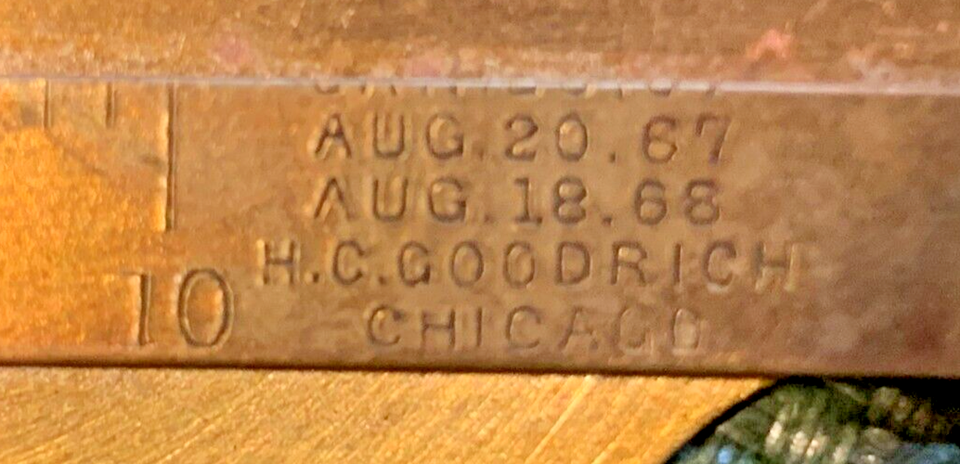 AUG.20.67
AUG.18.68
H.C.GOODRICH
10 CHICAGO